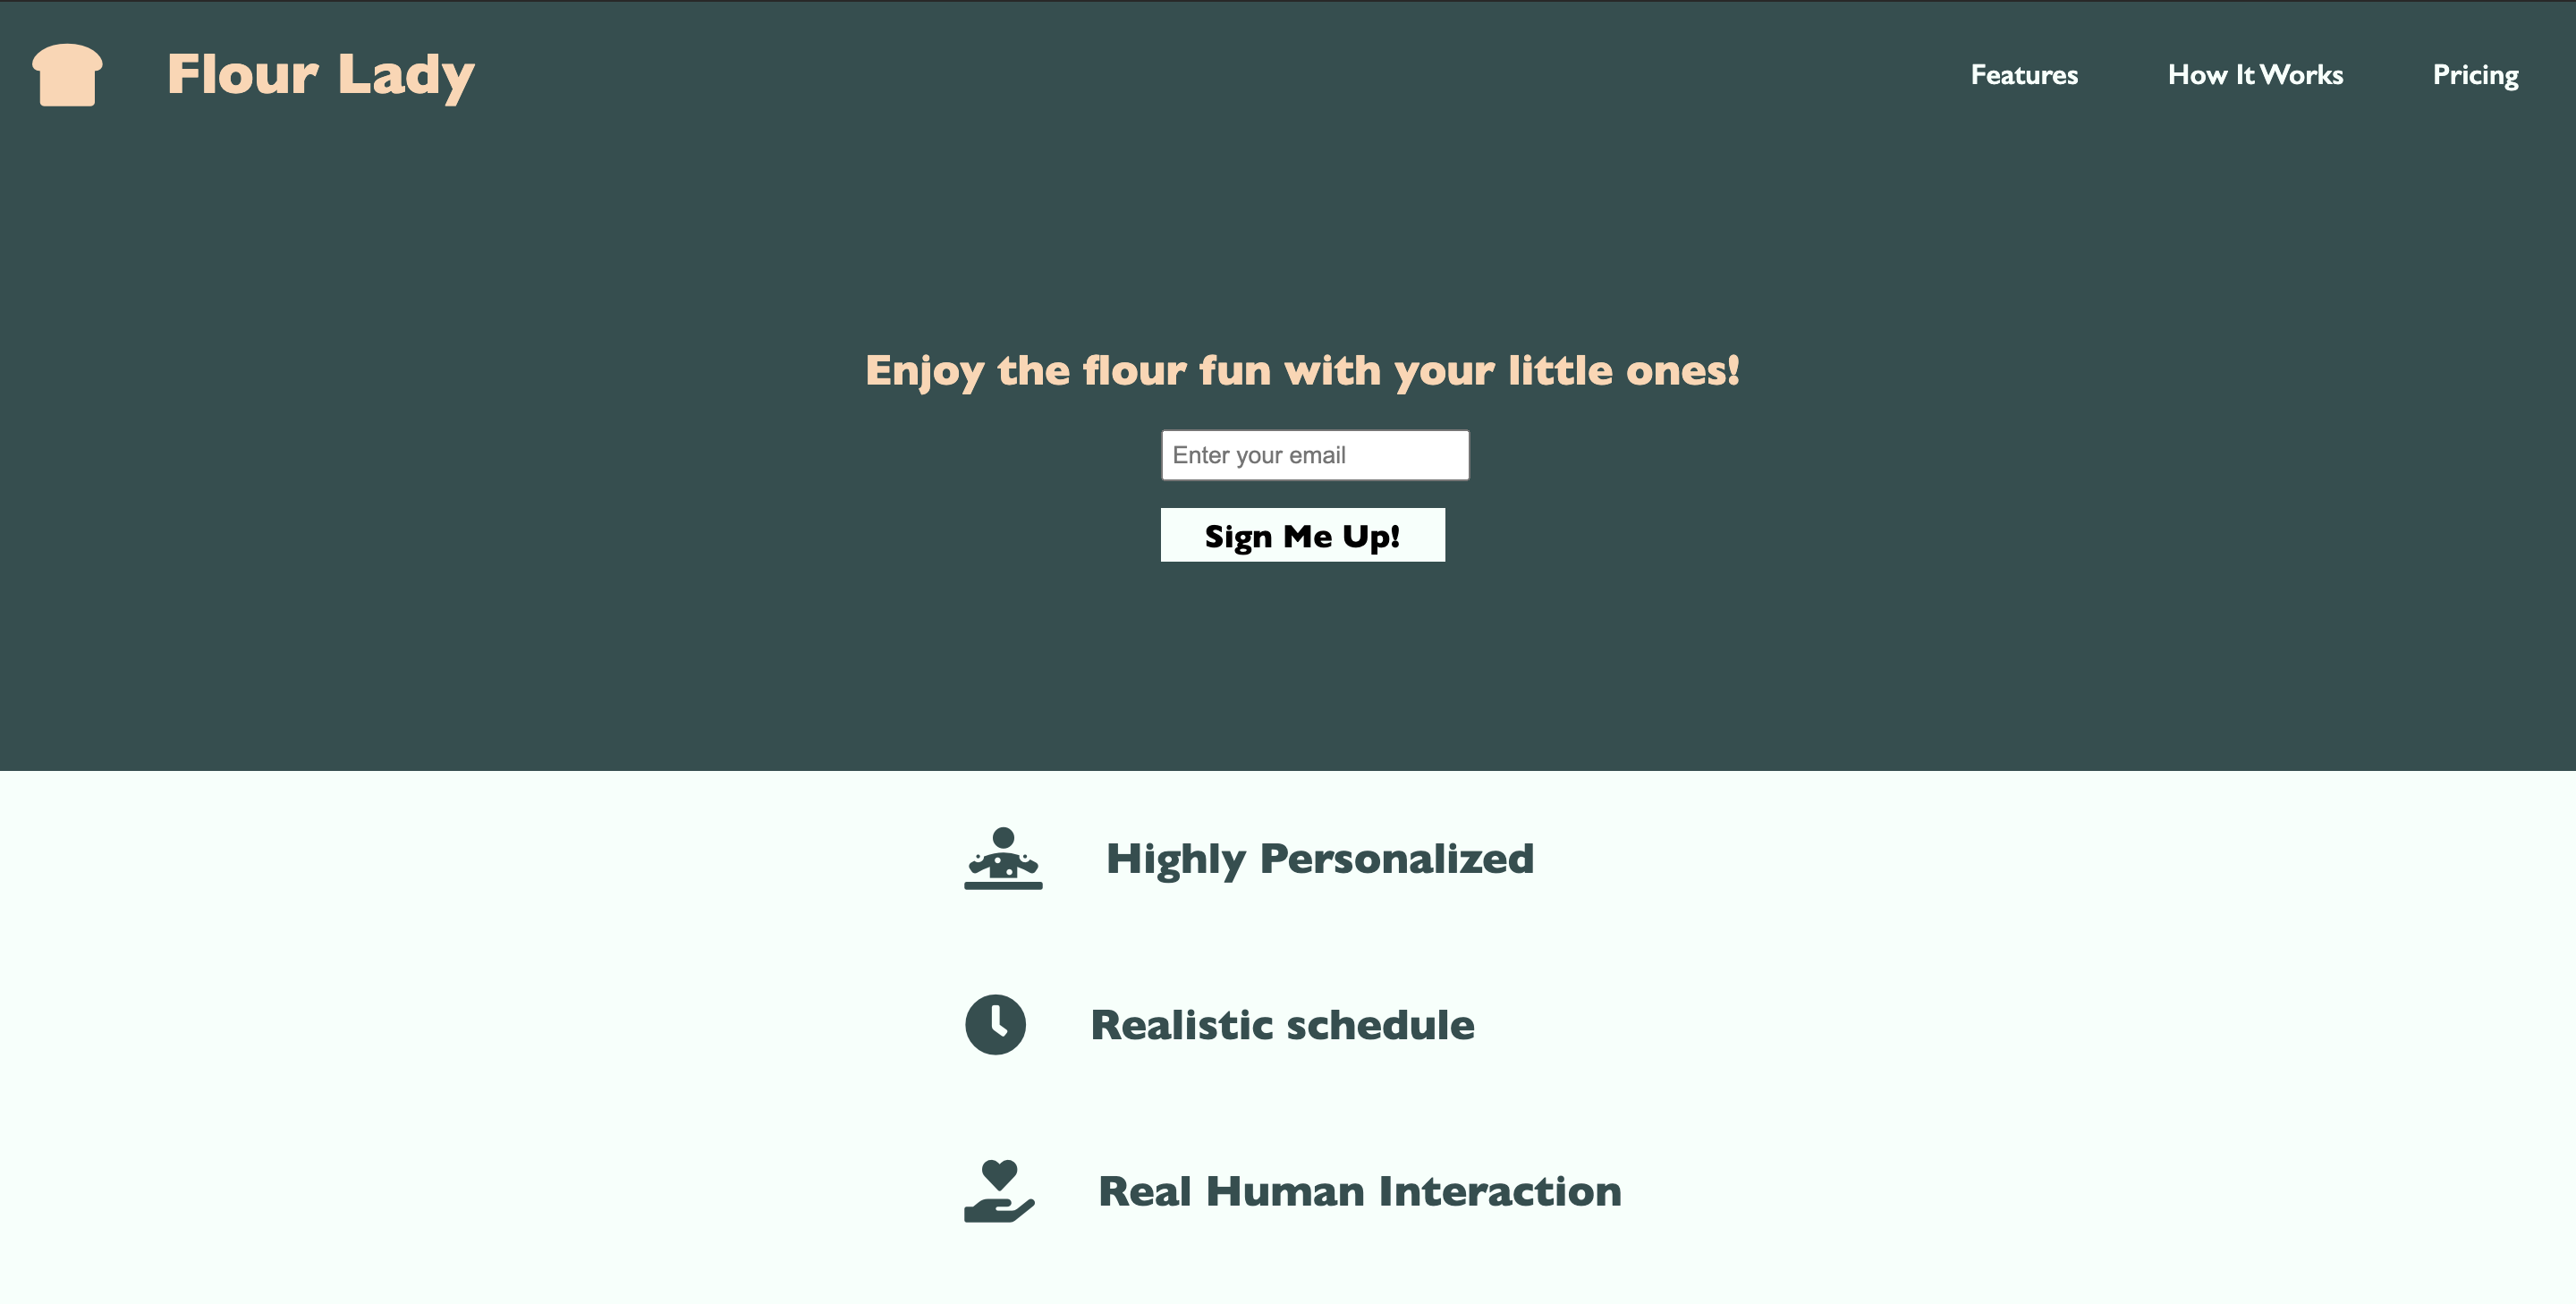 Flour Lady
Features
How It Works
Pricing
Enjoy the flour fun with your little ones!
Enter your email
Sign Me Up!
Highly Personalized
Realistic schedule
Real Human Interaction